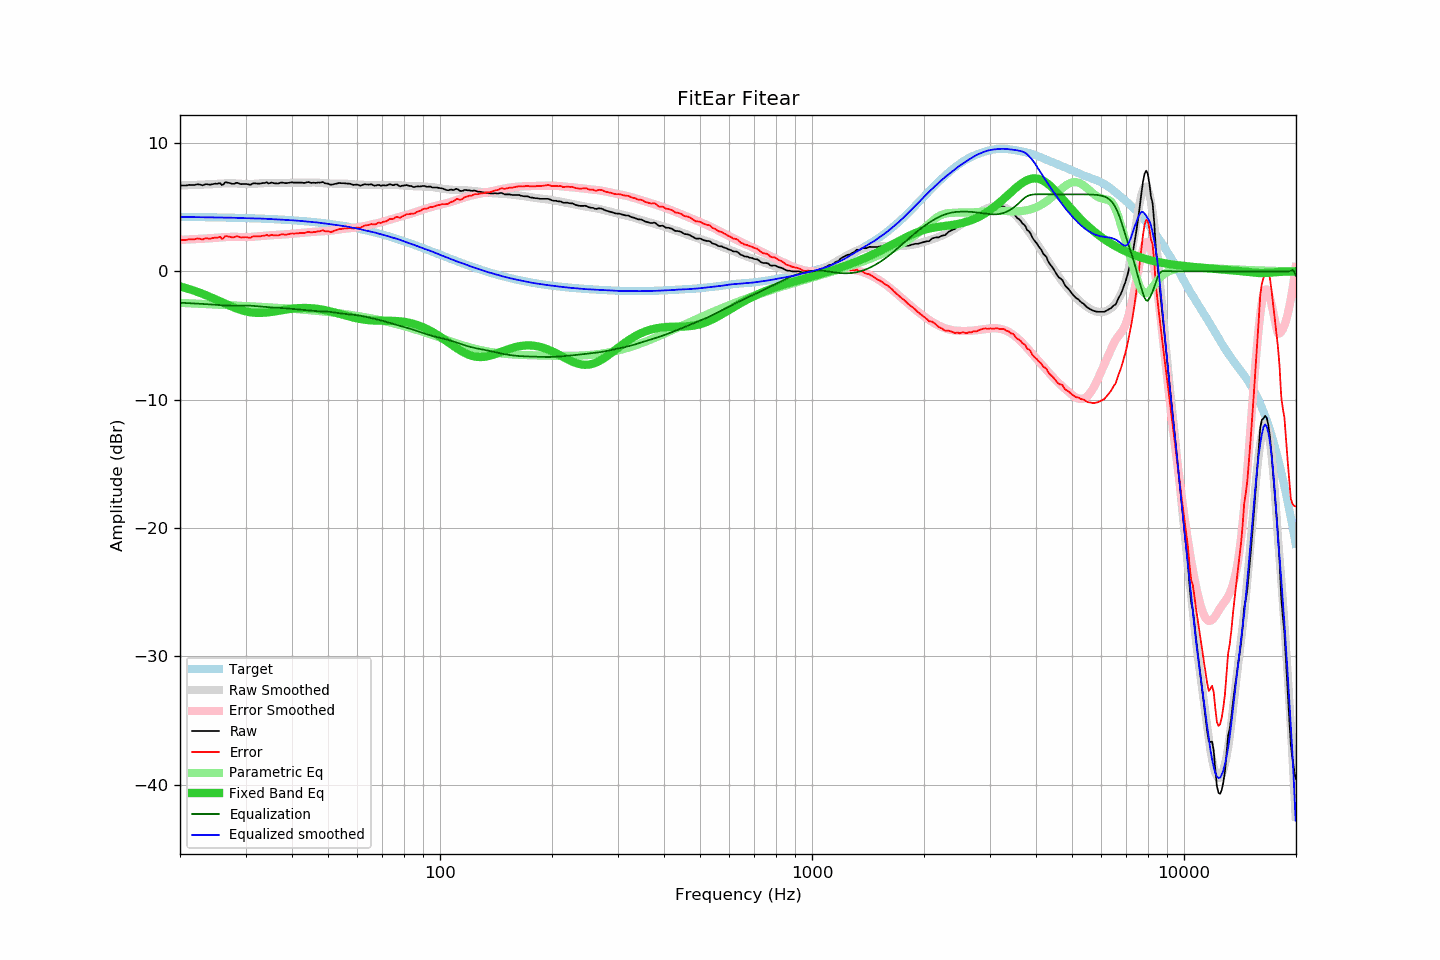 FitEar Fitear
10
0
−10
−20
−30
−40
Amplitude (dBr)
Target
Raw Smoothed
Error Smoothed
Raw
Error
Parametric Eq
Fixed Band Eq
Equalization
Equalized smoothed
100
1000
10000
Frequency (Hz)